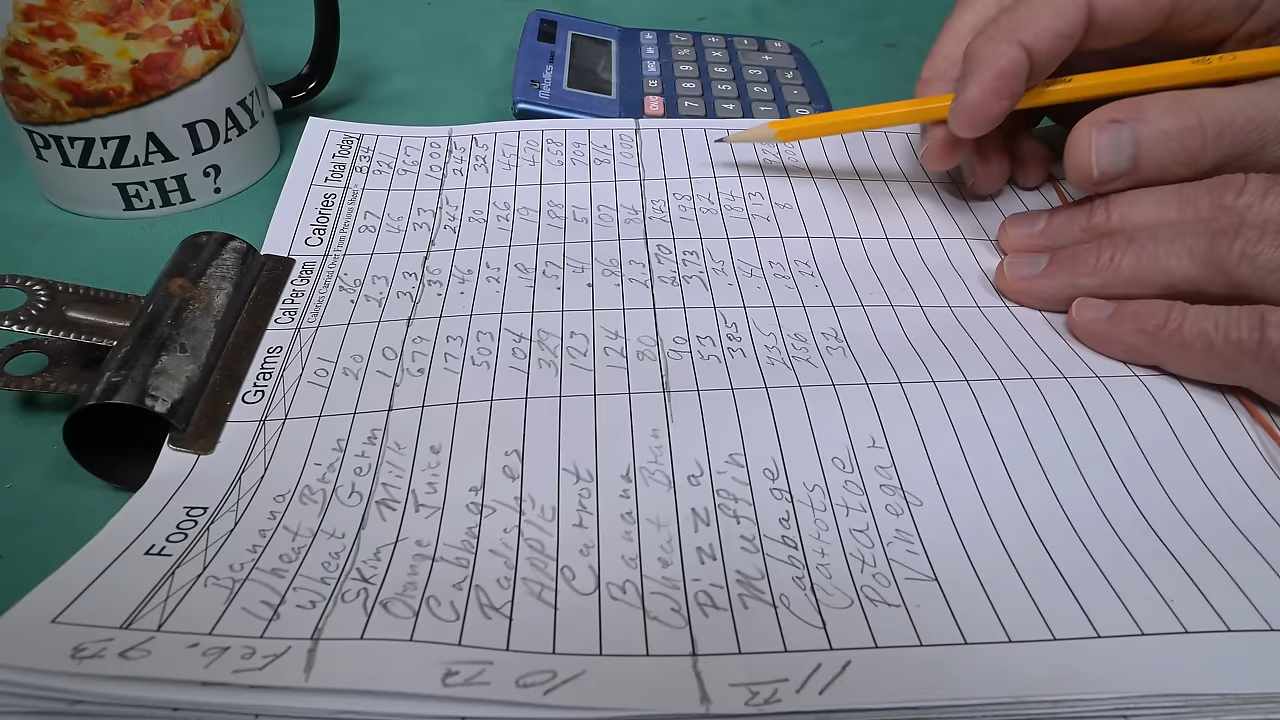 PIZZA DAY!
EH ?
Metallics
Food Grams Cal Per Gram Calories Total Today
Calories Carried Over From Previous Sheet = 834
Banana 101 .86 87 921
Wheat Bran 20 2.3 46 967
Wheat Germ 10 3.3 33 1000
Skim Milk 679 .36 245 245
Orange Juice 173 .46 80 325
Cabbage 503 .25 126 451
Radishes 104 .19 19 470
APPLE 329 .57 188 658
Carrot 123 .41 51 709
Banana 124 .86 107 816
Wheat Bran 80 2.3 184 1000
Pizza 90 2.70 243
Muffin 53 3.73 198
Cabbage .25 82
Carrots .41 184
Potatoe 256 .83 213
Vinegar 32 .22 8
Feb. 9
10
11